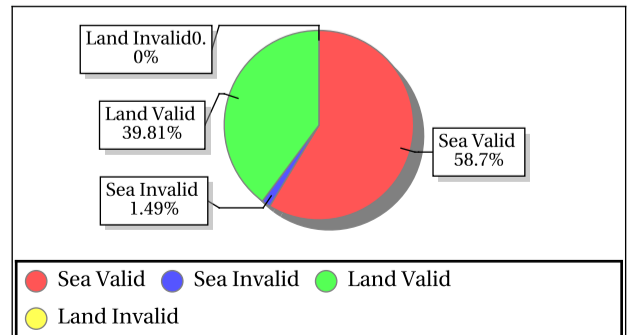 Land Invalid0.
0%
Land Valid
39.81%
Sea Valid
58.7%
Sea Invalid
1.49%
Sea Valid Sea Invalid Land Valid
Land Invalid